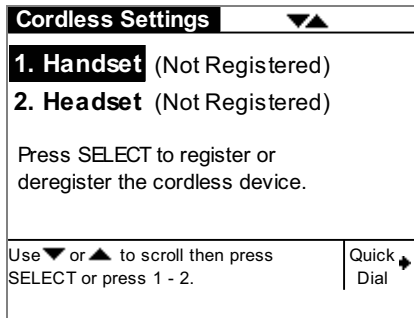 Cordless Settings ▼▲
1. Handset (Not Registered)
2. Headset (Not Registered)
Press SELECT to register or
deregister the cordless device.
Use ▼ or ▲ to scroll then press
SELECT or press 1 - 2.
Quick
Dial